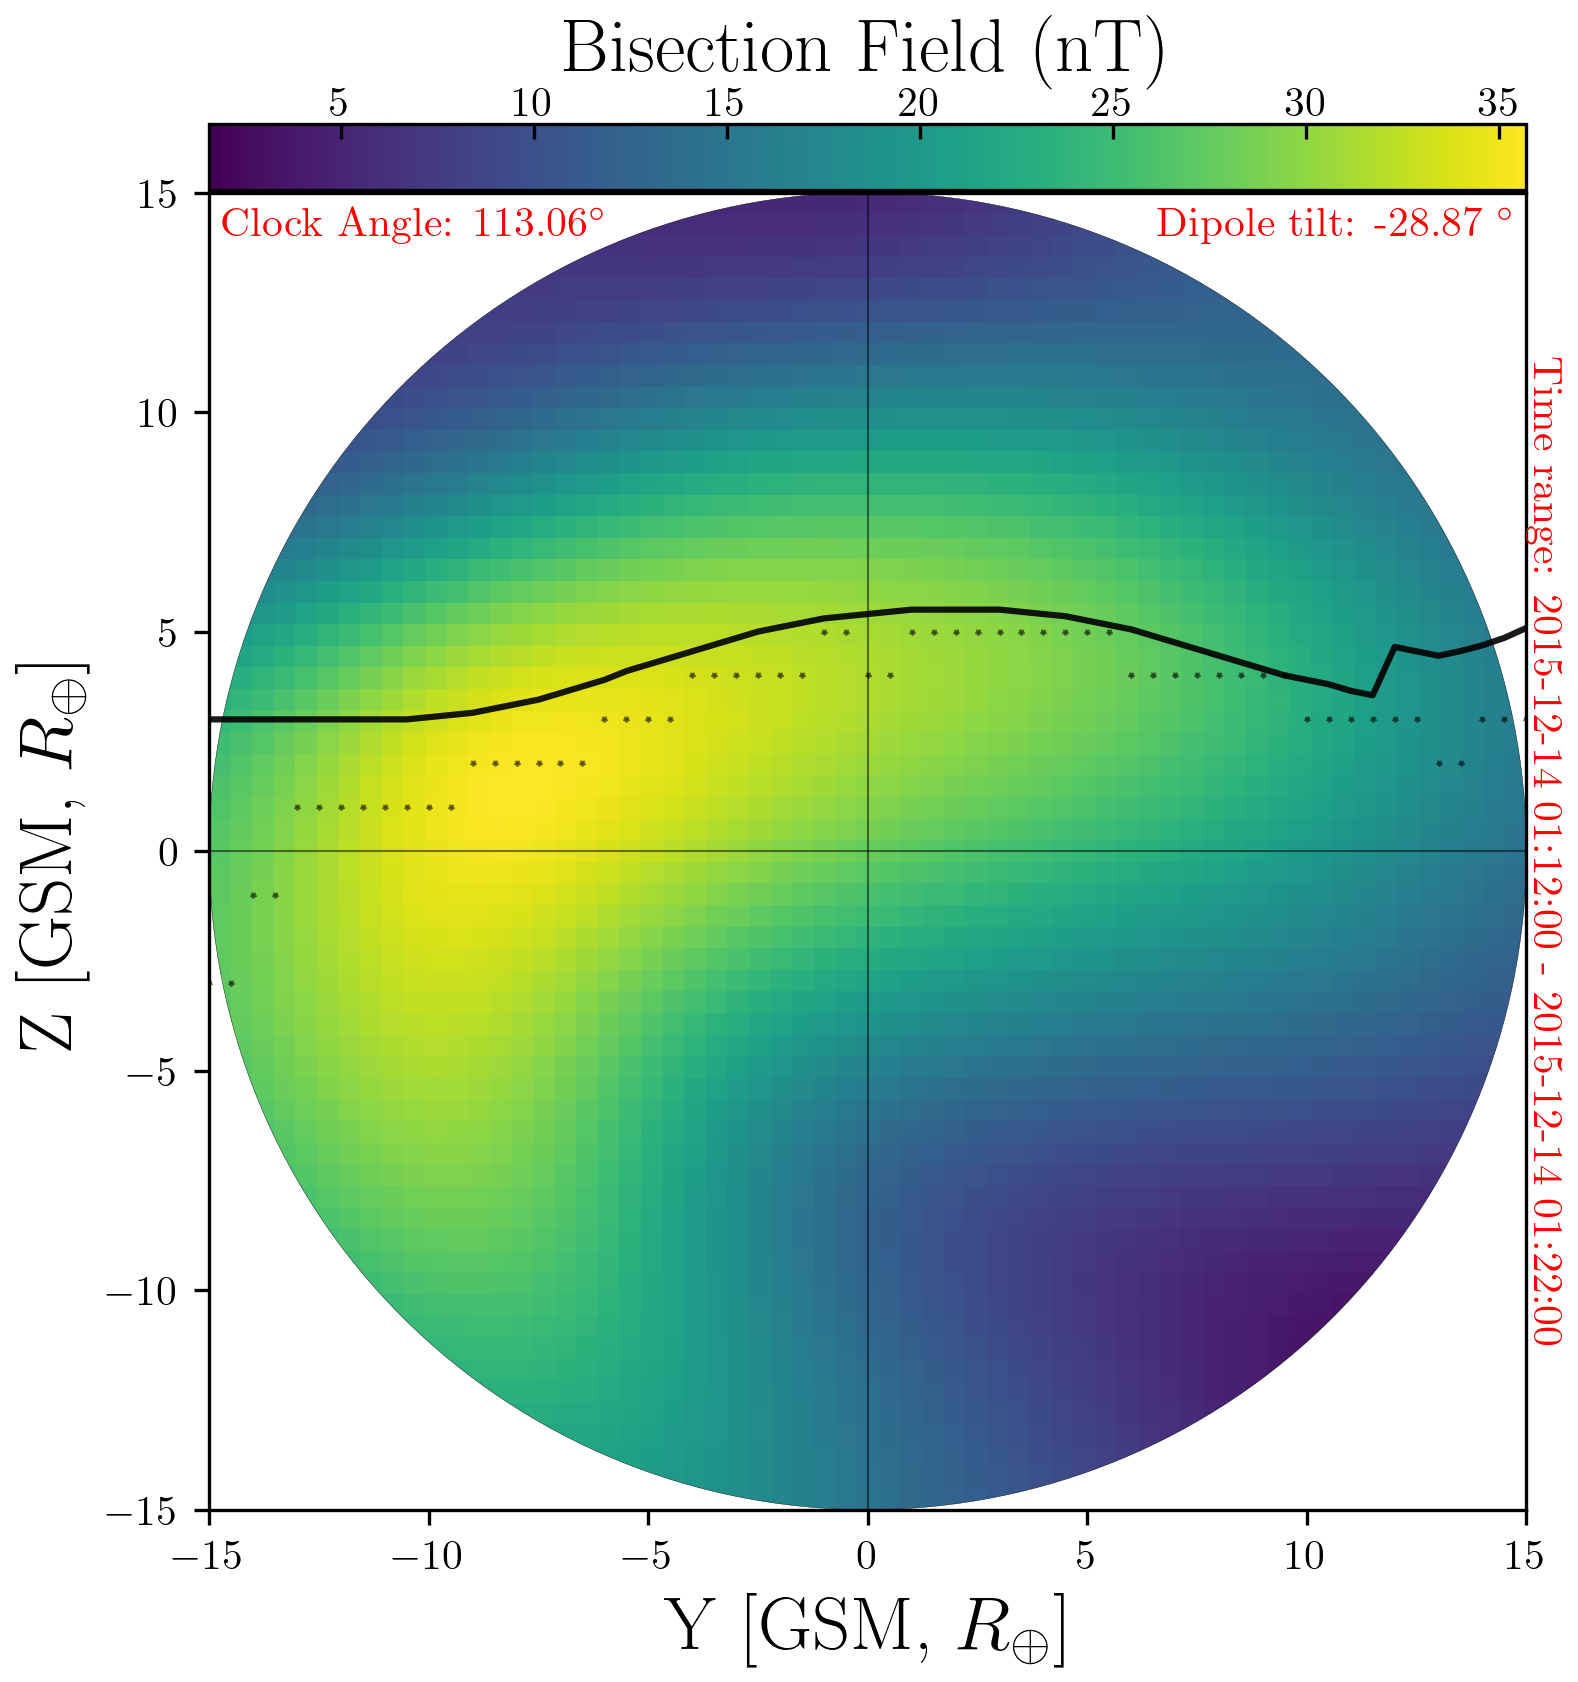 Bisection Field (nT)
5 10 15 20 25 30 35
Clock Angle: 113.06°
Dipole tilt: -28.87 °
Time range: 2015-12-14 01:12:00 - 2015-12-14 01:22:00
15
10
5
0
−5
−10
−15
Z [GSM, R⊕]
−15 −10 −5 0 5 10 15
Y [GSM, R⊕]